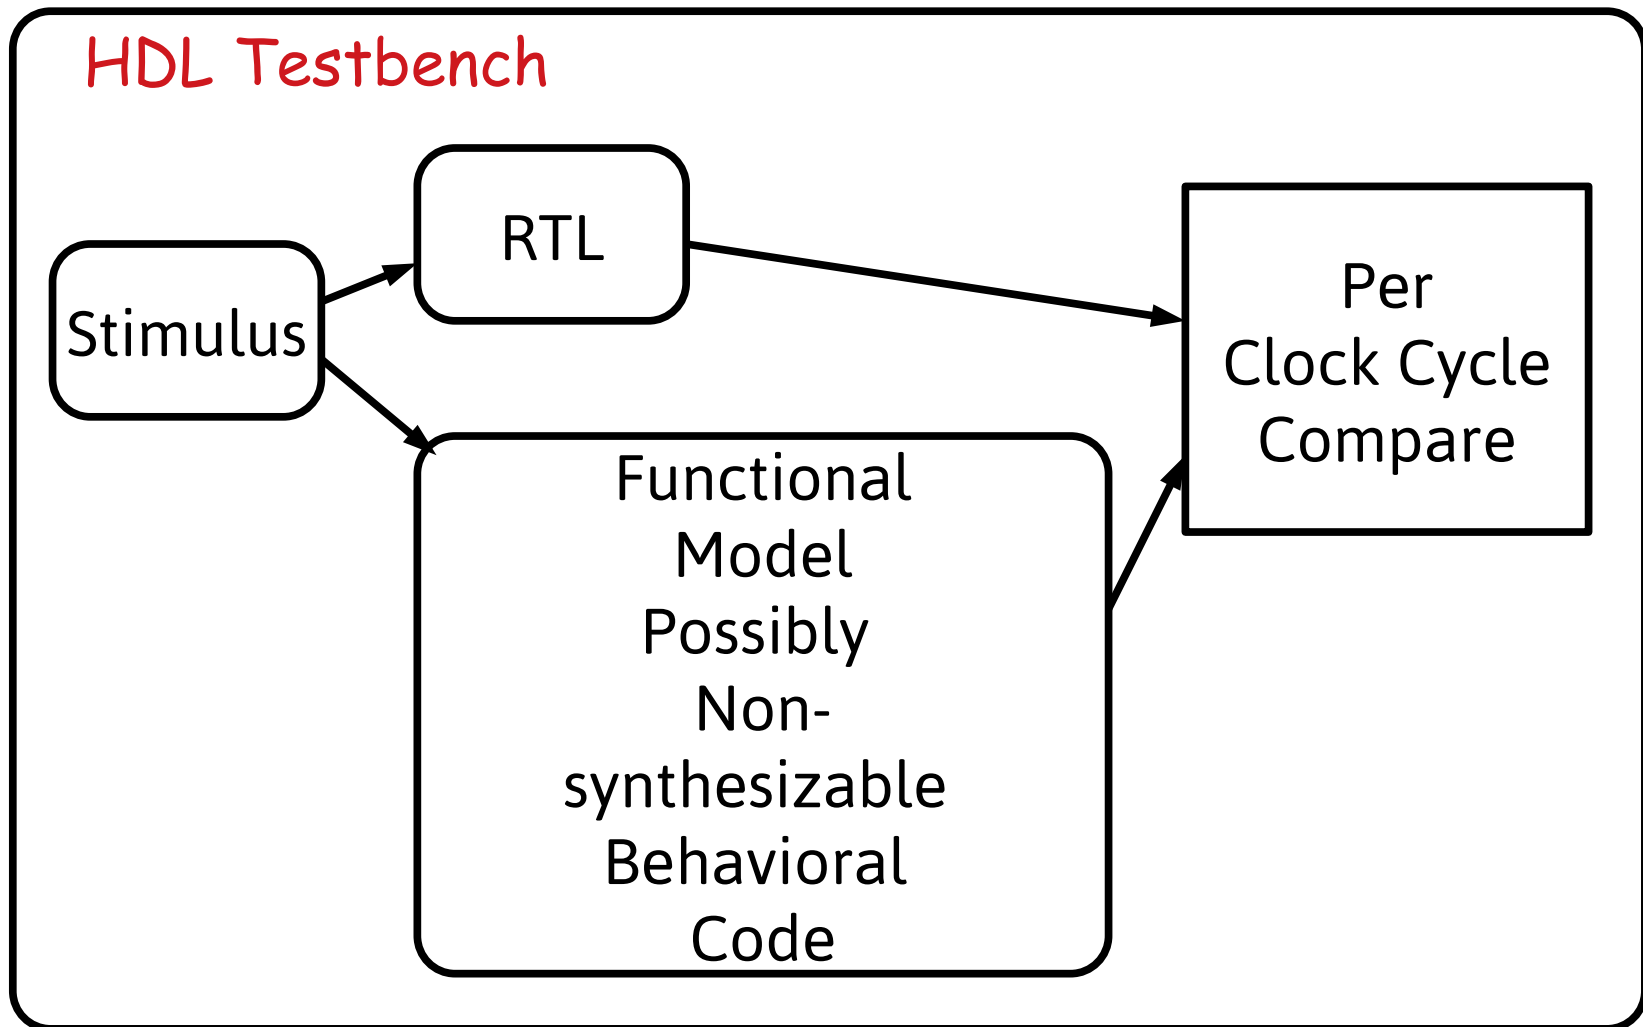 HDL Testbench
RTL
Stimulus
Per
Clock Cycle
Compare
Functional
Model
Possibly
Non-
synthesizable
Behavioral
Code